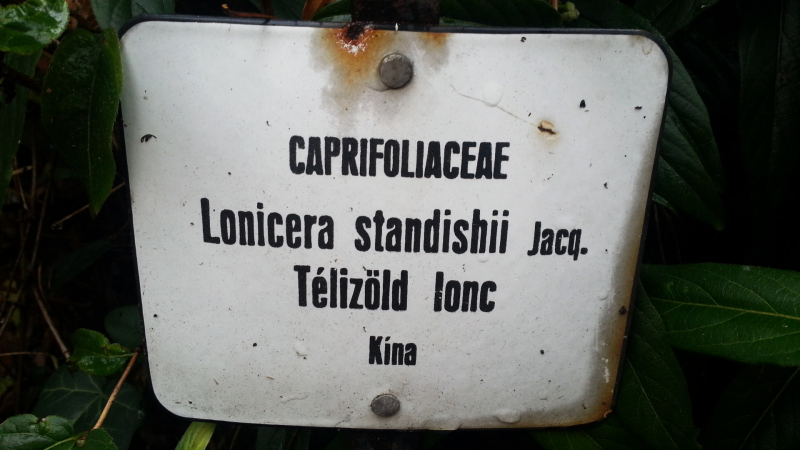 CAPRIFOLIACEAE
Lonicera standishii Jacq.
Télizöld lonc
Kína